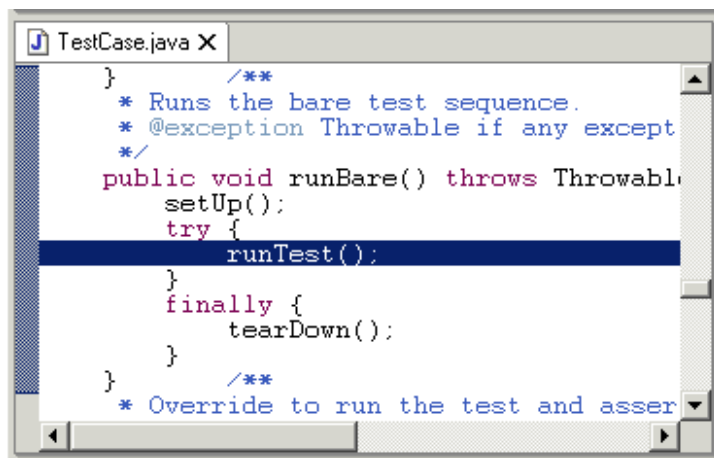 TestCase.java
} /**
* Runs the bare test sequence.
* @exception Throwable if any except
*/
public void runBare() throws Throwabl
setUp();
try {
runTest();
}
finally {
tearDown();
}
} /**
* Override to run the test and asser